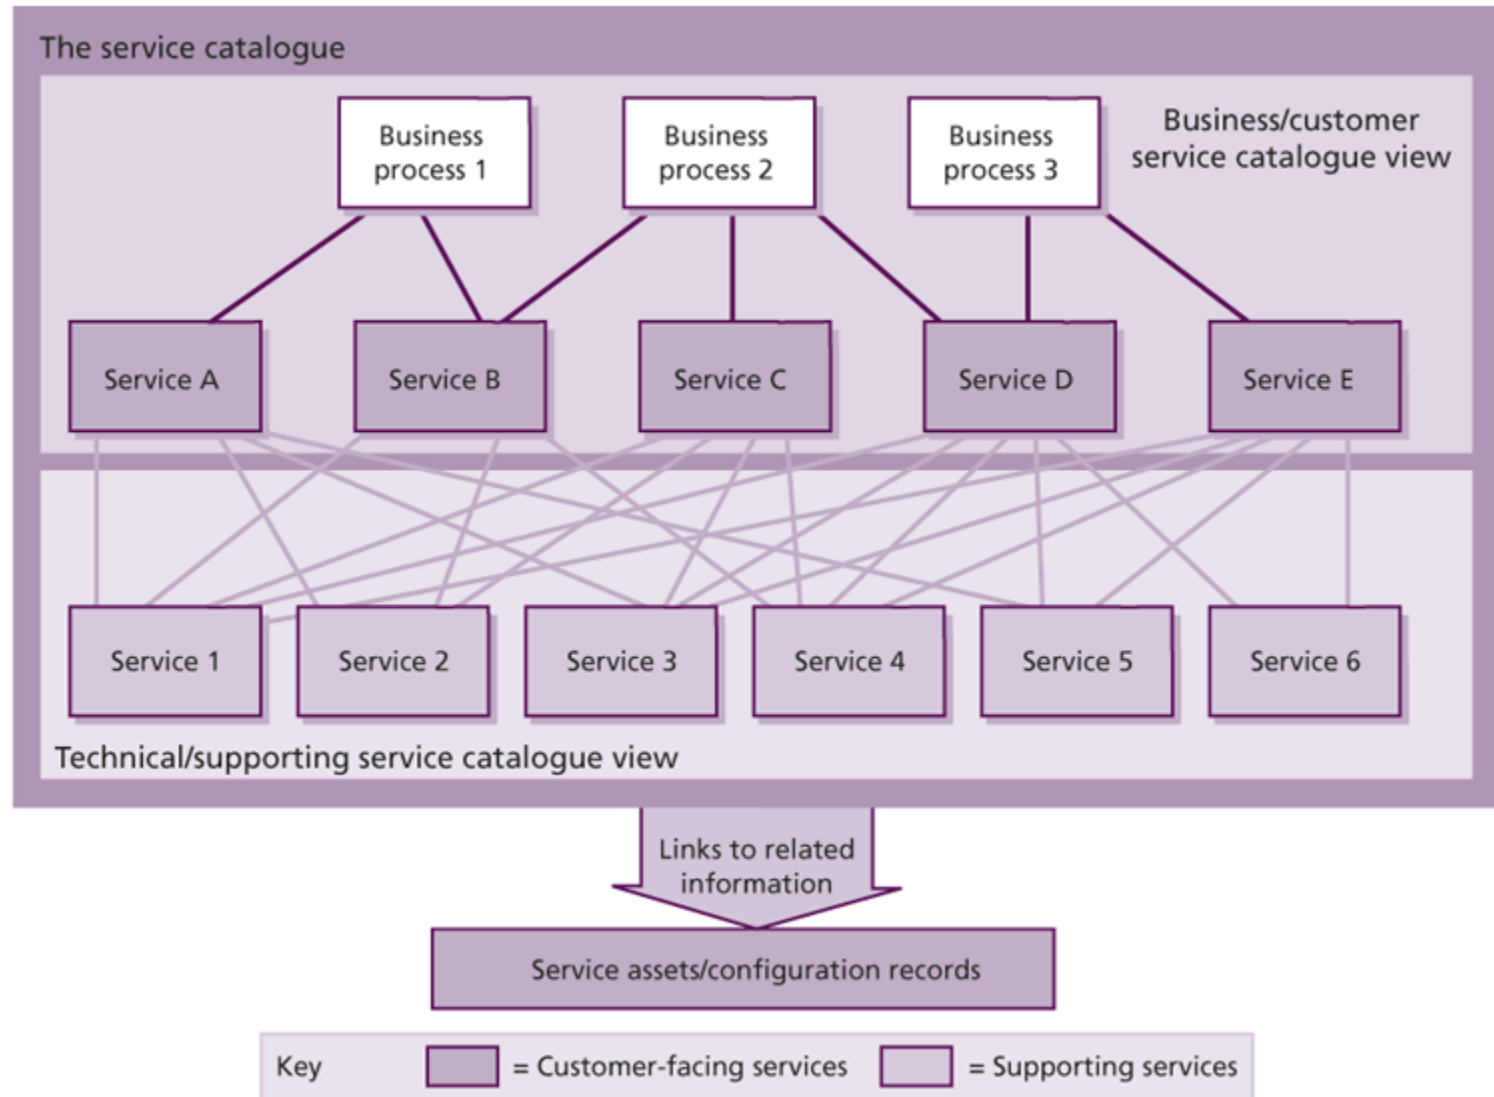 The service catalogue
Business
process 1
Business
process 2
Business
process 3
Business/customer
service catalogue view
Service A
Service B
Service C
Service D
Service E
Service 1
Service 2
Service 3
Service 4
Service 5
Service 6
Technical/supporting service catalogue view
Links to related
information
Service assets/configuration records
Key
= Customer-facing services
= Supporting services